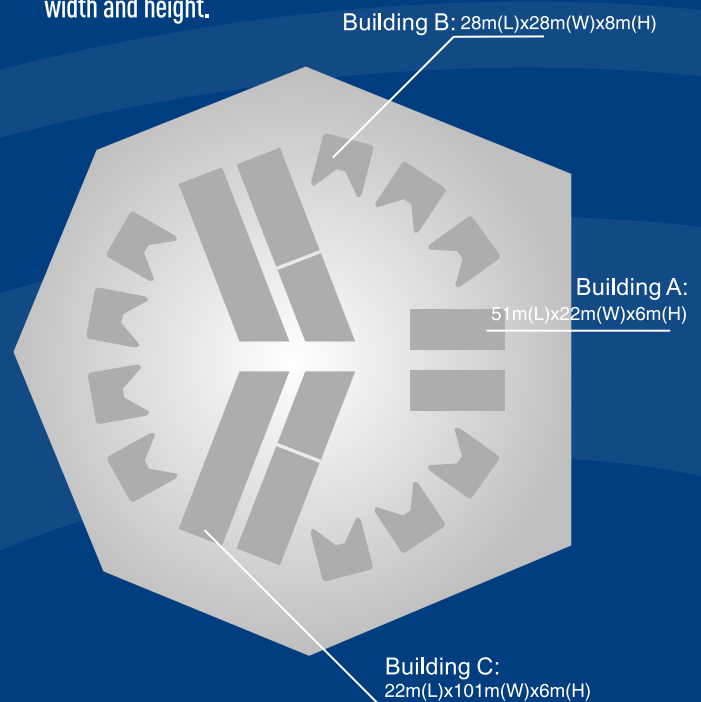 width and height.
Building B: 28m(L)x28m(W)x8m(H)
Building A:
51m(L)x22m(W)x6m(H)
Building C:
22m(L)x101m(W)x6m(H)